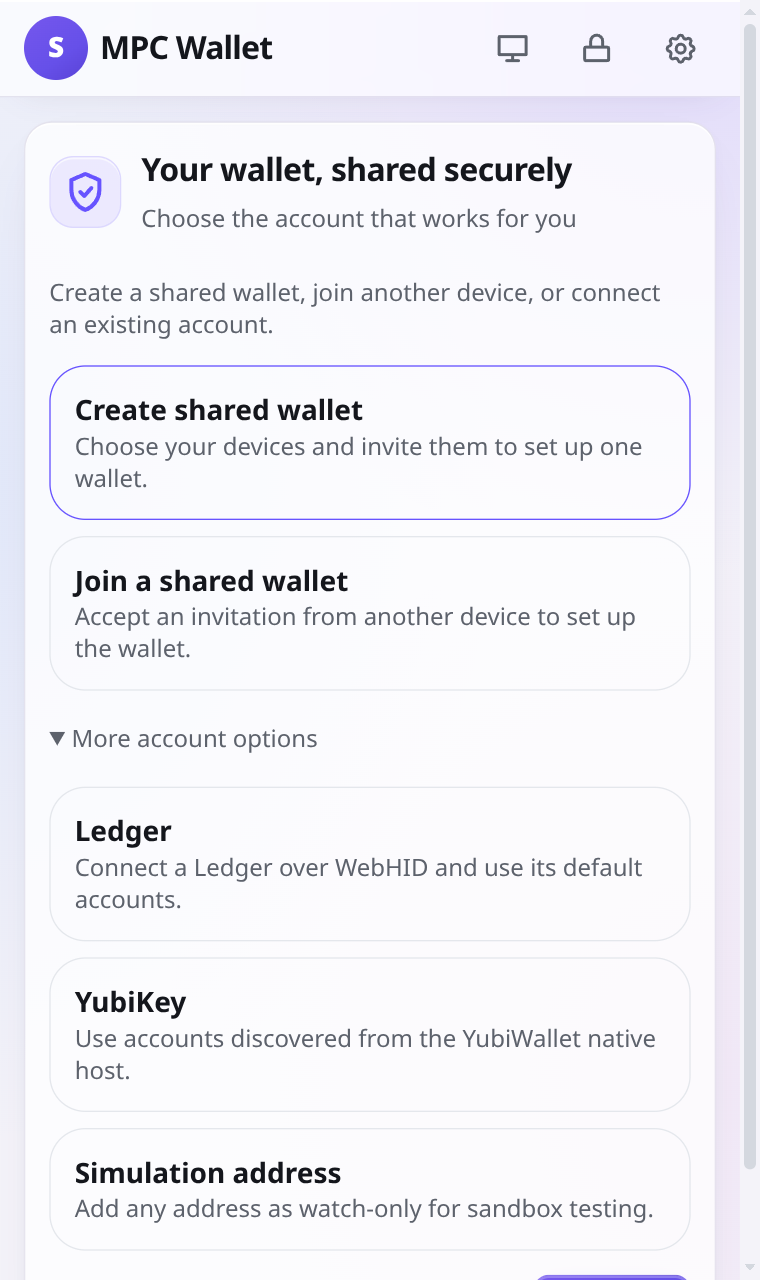 S
MPC Wallet
Your wallet, shared securely
Choose the account that works for you
Create a shared wallet, join another device, or connect
an existing account.
Create shared wallet
Choose your devices and invite them to set up one
wallet.
Join a shared wallet
Accept an invitation from another device to set up
the wallet.
▼ More account options
Ledger
Connect a Ledger over WebHID and use its default
accounts.
YubiKey
Use accounts discovered from the YubiWallet native
host.
Simulation address
Add any address as watch-only for sandbox testing.